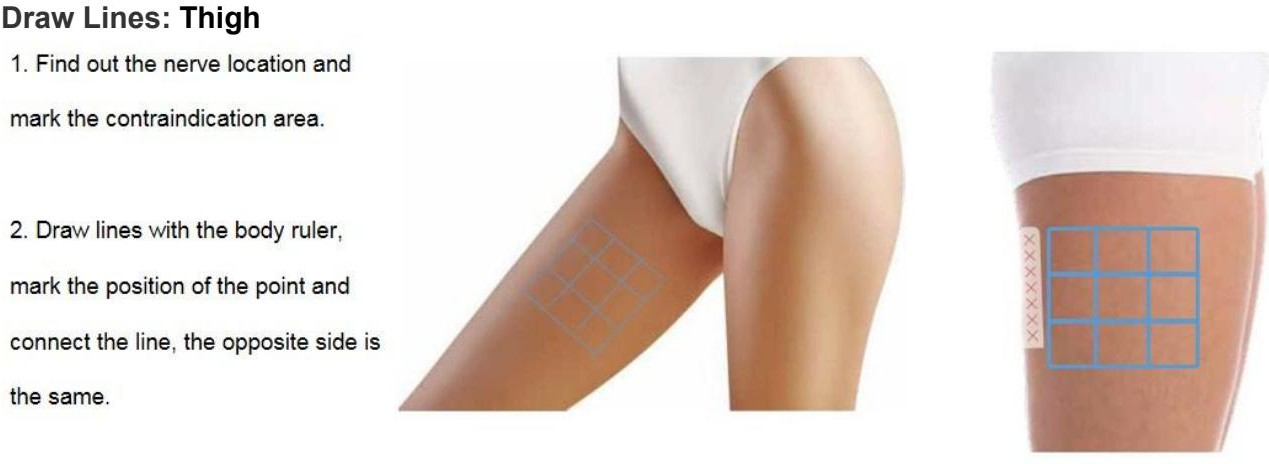 Draw Lines: Thigh
1. Find out the nerve location and
mark the contraindication area.
2. Draw lines with the body ruler,
mark the position of the point and
connect the line, the opposite side is
the same.